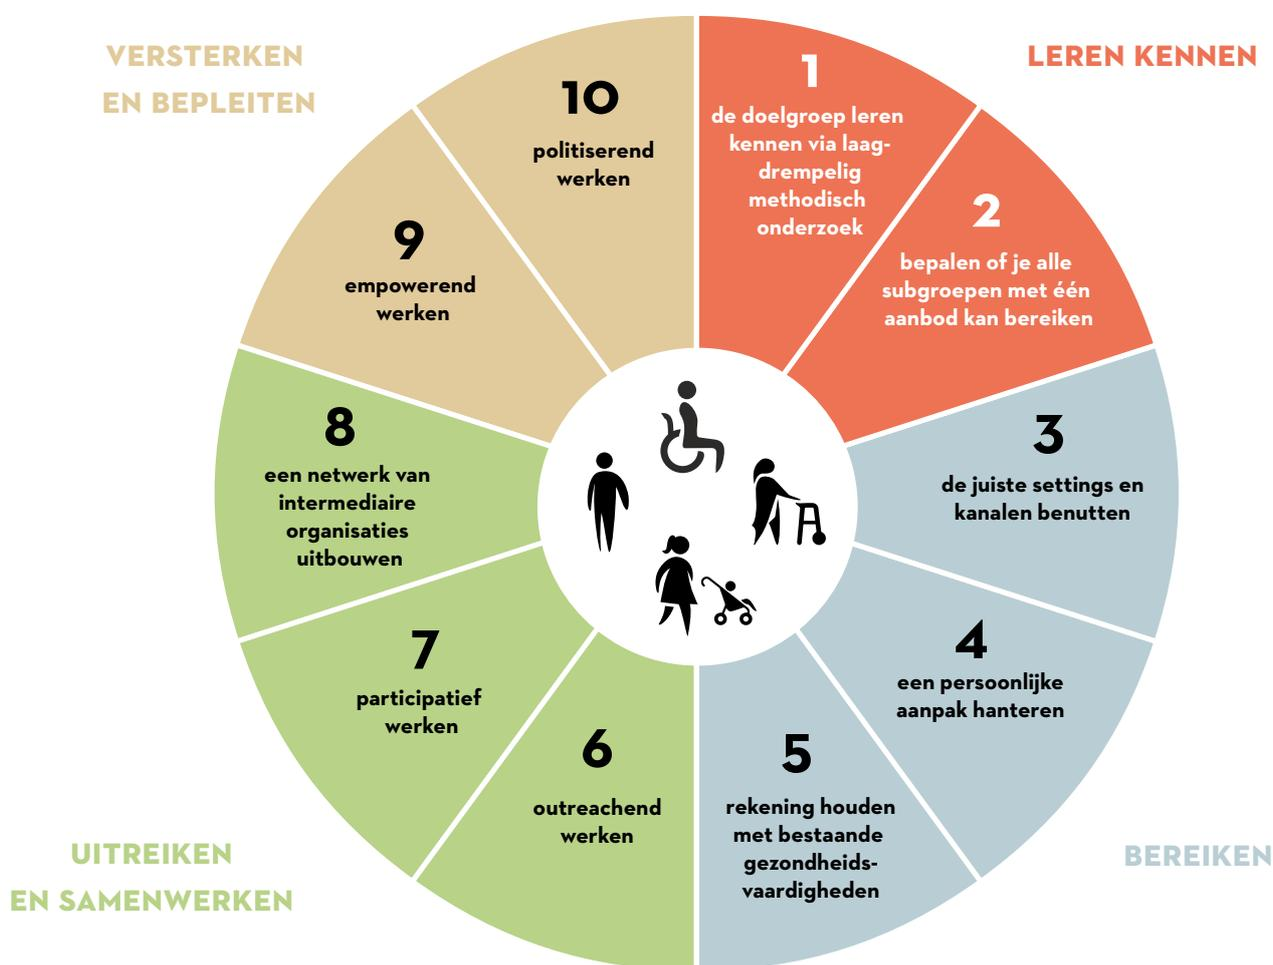 VERSTERKEN
EN BEPLEITEN
LEREN KENNEN
1
de doelgroep leren
kennen via laag-
drempelig
methodisch
onderzoek
2
bepalen of je alle
subgroepen met één
aanbod kan bereiken
3
de juiste settings en
kanalen benutten
4
een persoonlijke
aanpak hanteren
5
rekening houden
met bestaande
gezondheids-
vaardigheden
BEREIKEN
6
outreachend
werken
7
participatief
werken
8
een netwerk van
intermediaire
organisaties
uitbouwen
UITREIKEN
EN SAMENWERKEN
9
empowerend
werken
10
politiserend
werken